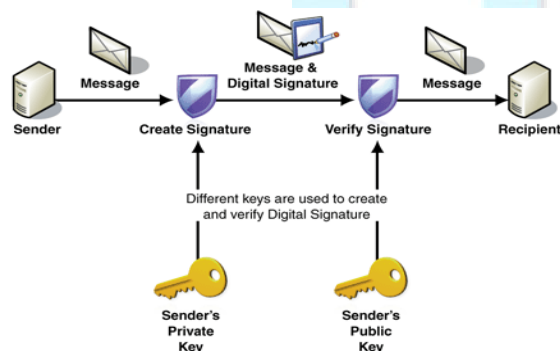 Message
Message &
Digital Signature
Message
Sender
Create Signature
Verify Signature
Recipient
Different keys are used to create
and verify Digital Signature
Sender's
Private
Key
Sender's
Public
Key